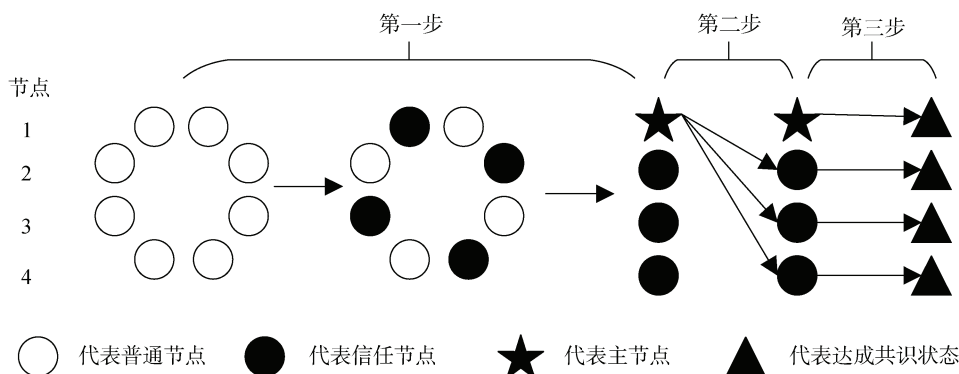 第一步
第二步
第三步
节点
1
2
3
4
代表普通节点
代表信任节点
代表主节点
代表达成共识状态